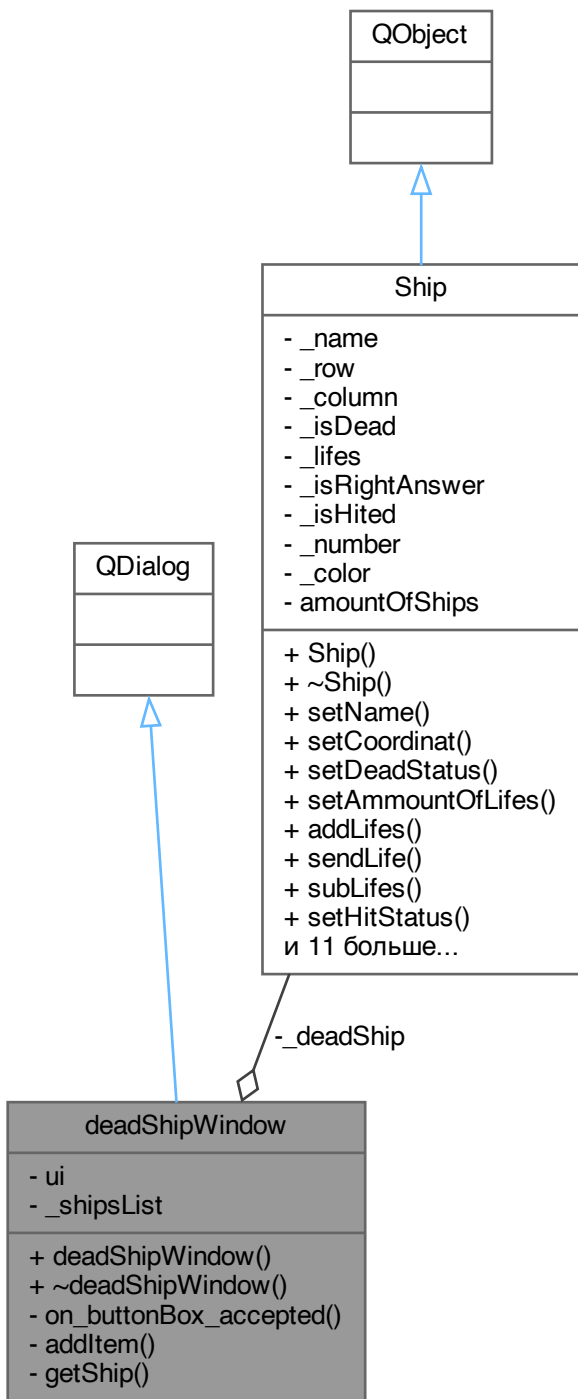 QObject
Ship
- _name
- _row
- _column
- _isDead
- _lifes
- _isRightAnswer
- _isHited
- _number
- _color
- amountOfShips
+ Ship()
+ ~Ship()
+ setName()
+ setCoordinat()
+ setDeadStatus()
+ setAmmountOfLifes()
+ addLifes()
+ sendLife()
+ subLifes()
+ setHitStatus()
и 11 больше...
QDialog
-_deadShip
deadShipWindow
- ui
- _shipsList
+ deadShipWindow()
+ ~deadShipWindow()
- on_buttonBox_accepted()
- addItem()
- getShip()